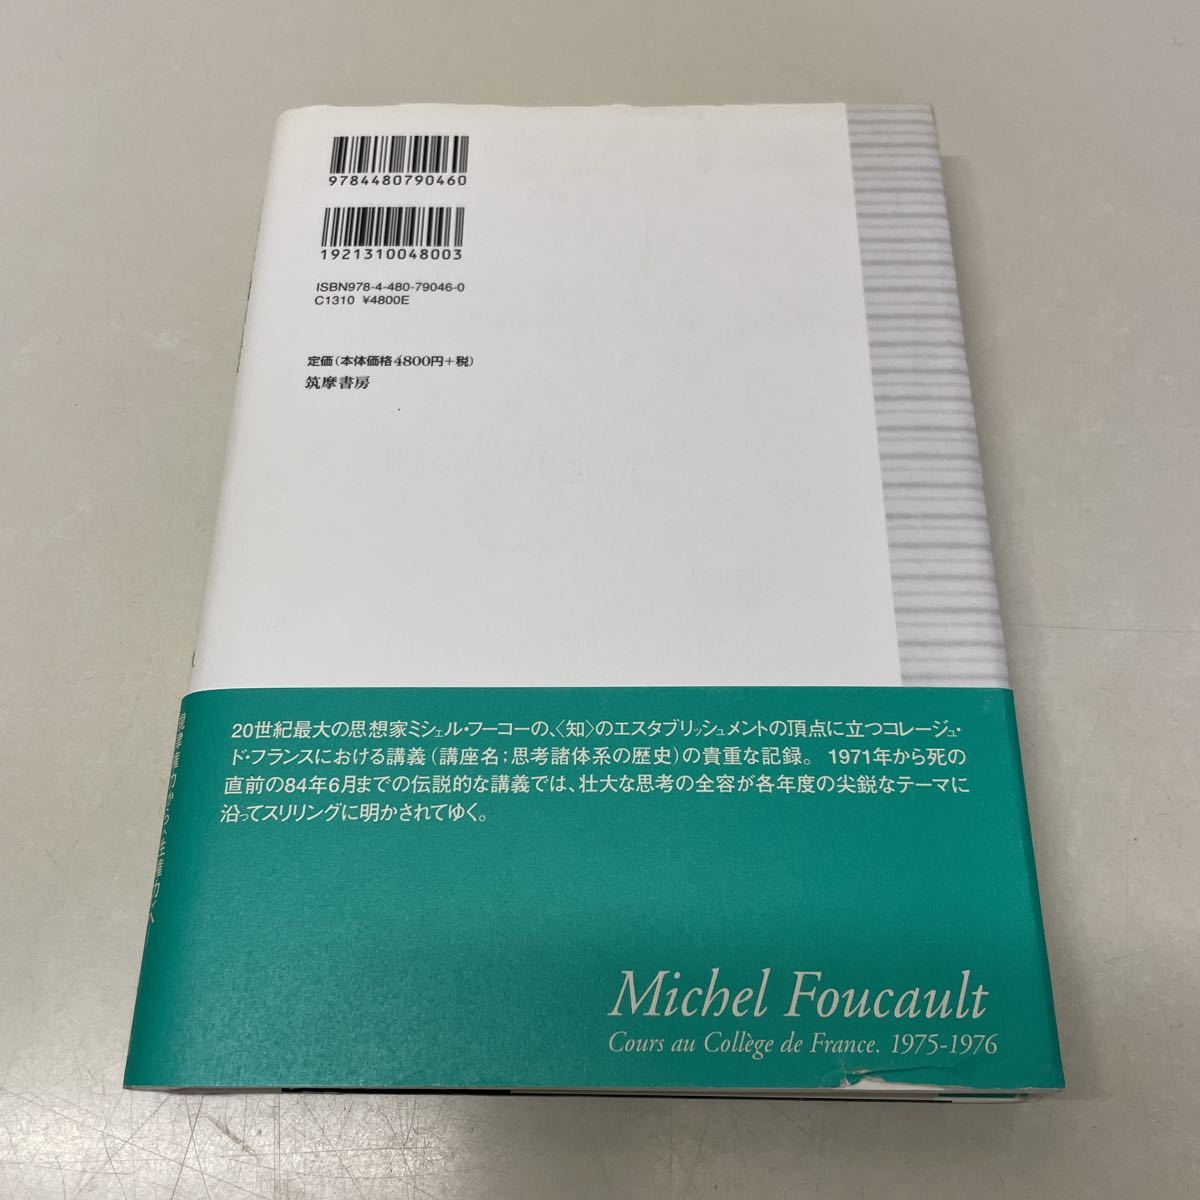 9784480790460
1921310048003
ISBN978-4-480-79046-0
C1310 ¥4800E
定価(本体価格4800円+税)
筑摩書房
20世紀最大の思想家ミシェル・フーコーの、〈知〉のエスタブリッシュメントの頂点に立つコレージュ・
ド・フランスにおける講義(講座名;思考諸体系の歴史)の貴重な記録。 1971年から死の
直前の84年6月までの伝説的な講義では、壮大な思考の全容が各年度の尖鋭なテーマに
沿ってスリリングに明かされてゆく。
Michel Foucault
Cours au Collège de France. 1975-1976